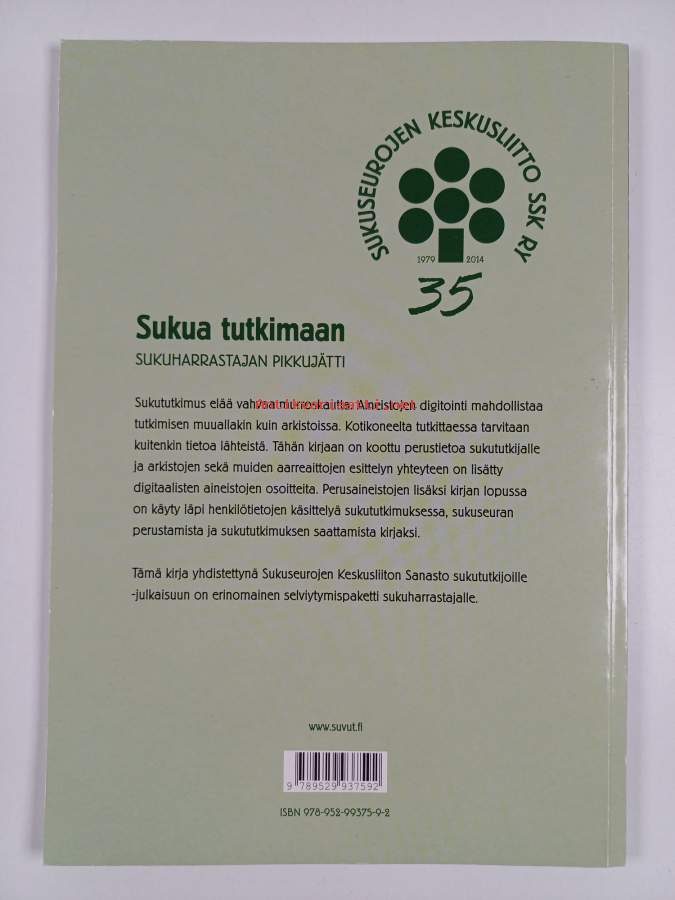 SUKUSEUROJEN KESKUSLIITTO SSK RY
1979 2014
35
Sukua tutkimaan
SUKUHARRASTAJAN PIKKUJÄTTI
Sukututkimus elää vahvaa murroskautta. Aineistojen digitointi mahdollistaa
tutkimisen muuallakin kuin arkistoissa. Kotikoneelta tutkittaessa tarvitaan
kuitenkin tietoa lähteistä. Tähän kirjaan on koottu perustietoa sukututkijalle
ja arkistojen sekä muiden aarreaittojen esittelyn yhteyteen on lisätty
digitaalisten aineistojen osoitteita. Perusaineistojen lisäksi kirjan lopussa
on käyty läpi henkilötietojen käsittelyä sukututkimuksessa, sukuseuran
perustamista ja sukututkimuksen saattamista kirjaksi.
Tämä kirja yhdistettynä Sukuseurojen Keskusliiton Sanasto sukututkijoille
-julkaisuun on erinomainen selviytymispaketti sukuharrastajalle.
www.suvut.fi
9 789529 937592
ISBN 978-952-99375-9-2